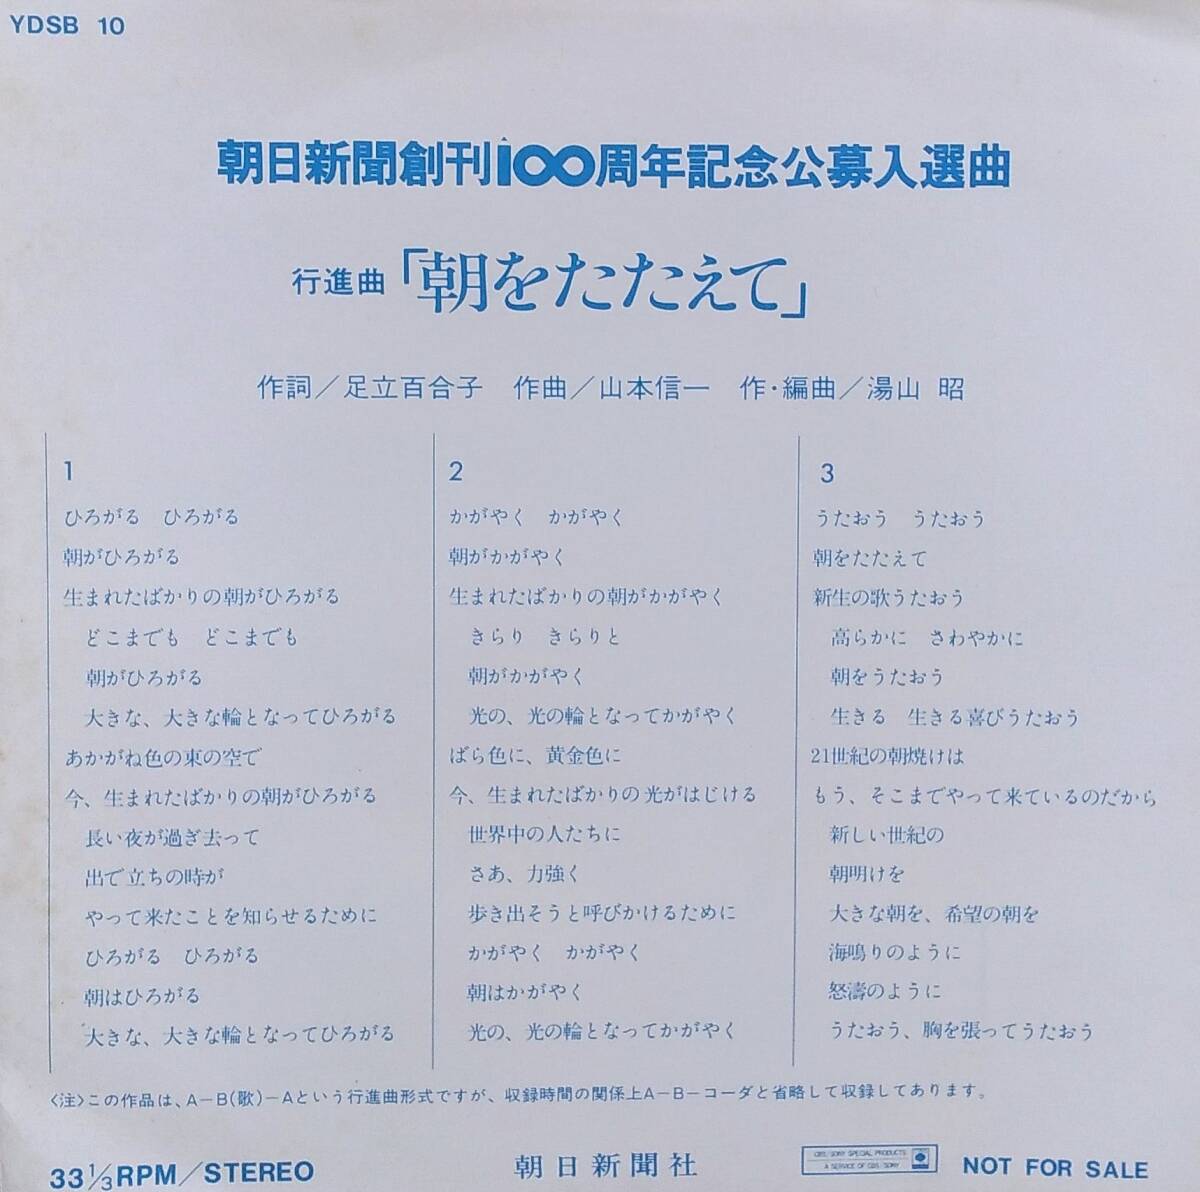 YDSB 10
朝日新聞創刊100周年記念公募入選曲
行進曲「朝をたたえて」
作詞／足立百合子 作曲／山本信一 作・編曲／湯山 昭
1
ひろがる ひろがる
朝がひろがる
生まれたばかりの朝がひろがる
どこまでも どこまでも
朝がひろがる
大きな、大きな輪となってひろがる
あかがね色の東の空で
今、生まれたばかりの朝がひろがる
長い夜が過ぎ去って
出で立ちの時が
やって来たことを知らせるために
ひろがる ひろがる
朝はひろがる
大きな、大きな輪となってひろがる
2
かがやく かがやく
朝がかがやく
生まれたばかりの朝がかがやく
きらり きらりと
朝がかがやく
光の、光の輪となってかがやく
ばら色に、黄金色に
今、生まれたばかりの光がはじける
世界中の人たちに
さあ、力強く
歩き出そうと呼びかけるために
かがやく かがやく
朝はかがやく
光の、光の輪となってかがやく
3
うたおう うたおう
朝をたたえて
新生の歌うたおう
高らかに さわやかに
朝をうたおう
生きる 生きる喜びうたおう
21世紀の朝焼けは
もう、そこまでやって来ているのだから
新しい世紀の
朝明けを
大きな朝を、希望の朝を
海鳴りのように
怒濤のように
うたおう、胸を張ってうたおう
〈注〉この作品は、A－B(歌)－Aという行進曲形式ですが、収録時間の関係上A－B－コーダと省略して収録してあります。
33 1/3 RPM／STEREO
朝日新聞社
CBS/SONY SPECIAL PRODUCTS
A SERVICE OF CBS/SONY
NOT FOR SALE